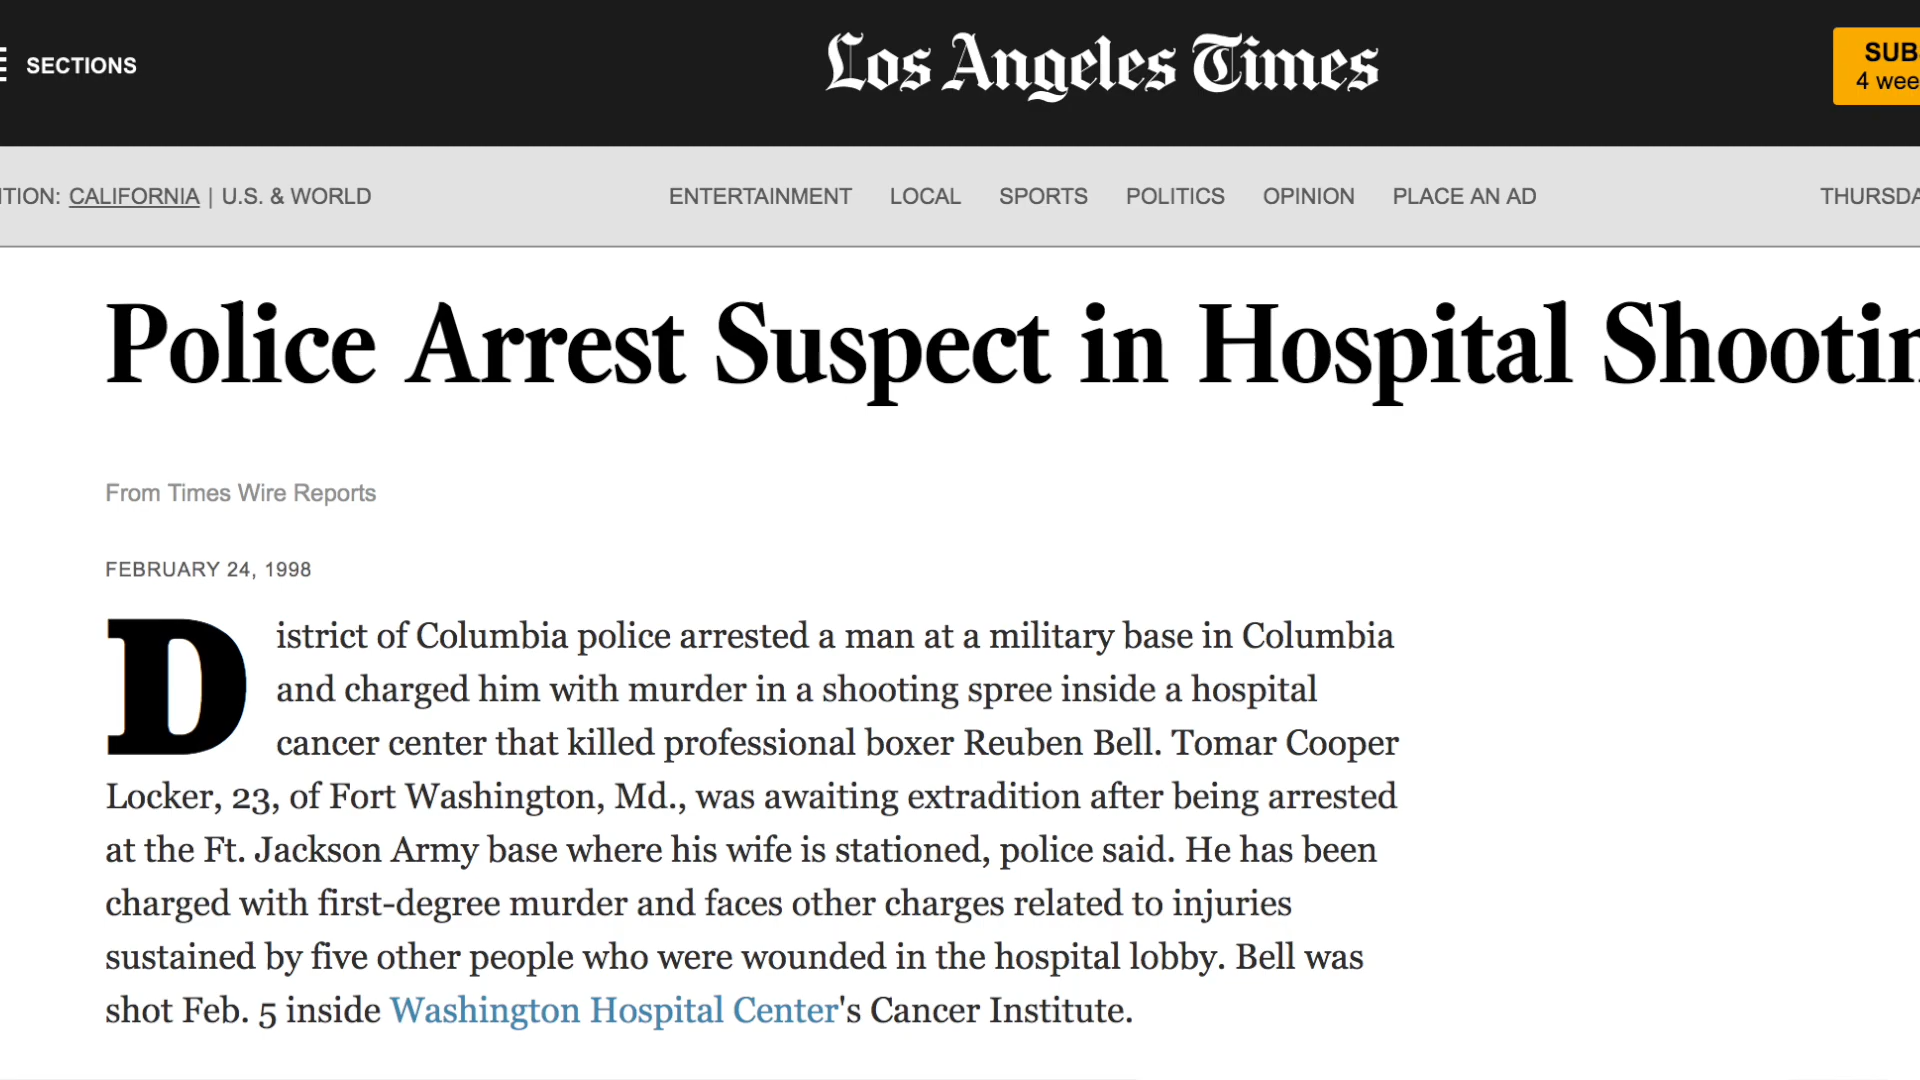 SECTIONS
Los Angeles Times
SUB
4 wee
ITION: CALIFORNIA | U.S. & WORLD
ENTERTAINMENT LOCAL SPORTS POLITICS OPINION PLACE AN AD
THURSDA
Police Arrest Suspect in Hospital Shootin
From Times Wire Reports
FEBRUARY 24, 1998
District of Columbia police arrested a man at a military base in Columbia
and charged him with murder in a shooting spree inside a hospital
cancer center that killed professional boxer Reuben Bell. Tomar Cooper
Locker, 23, of Fort Washington, Md., was awaiting extradition after being arrested
at the Ft. Jackson Army base where his wife is stationed, police said. He has been
charged with first-degree murder and faces other charges related to injuries
sustained by five other people who were wounded in the hospital lobby. Bell was
shot Feb. 5 inside Washington Hospital Center's Cancer Institute.